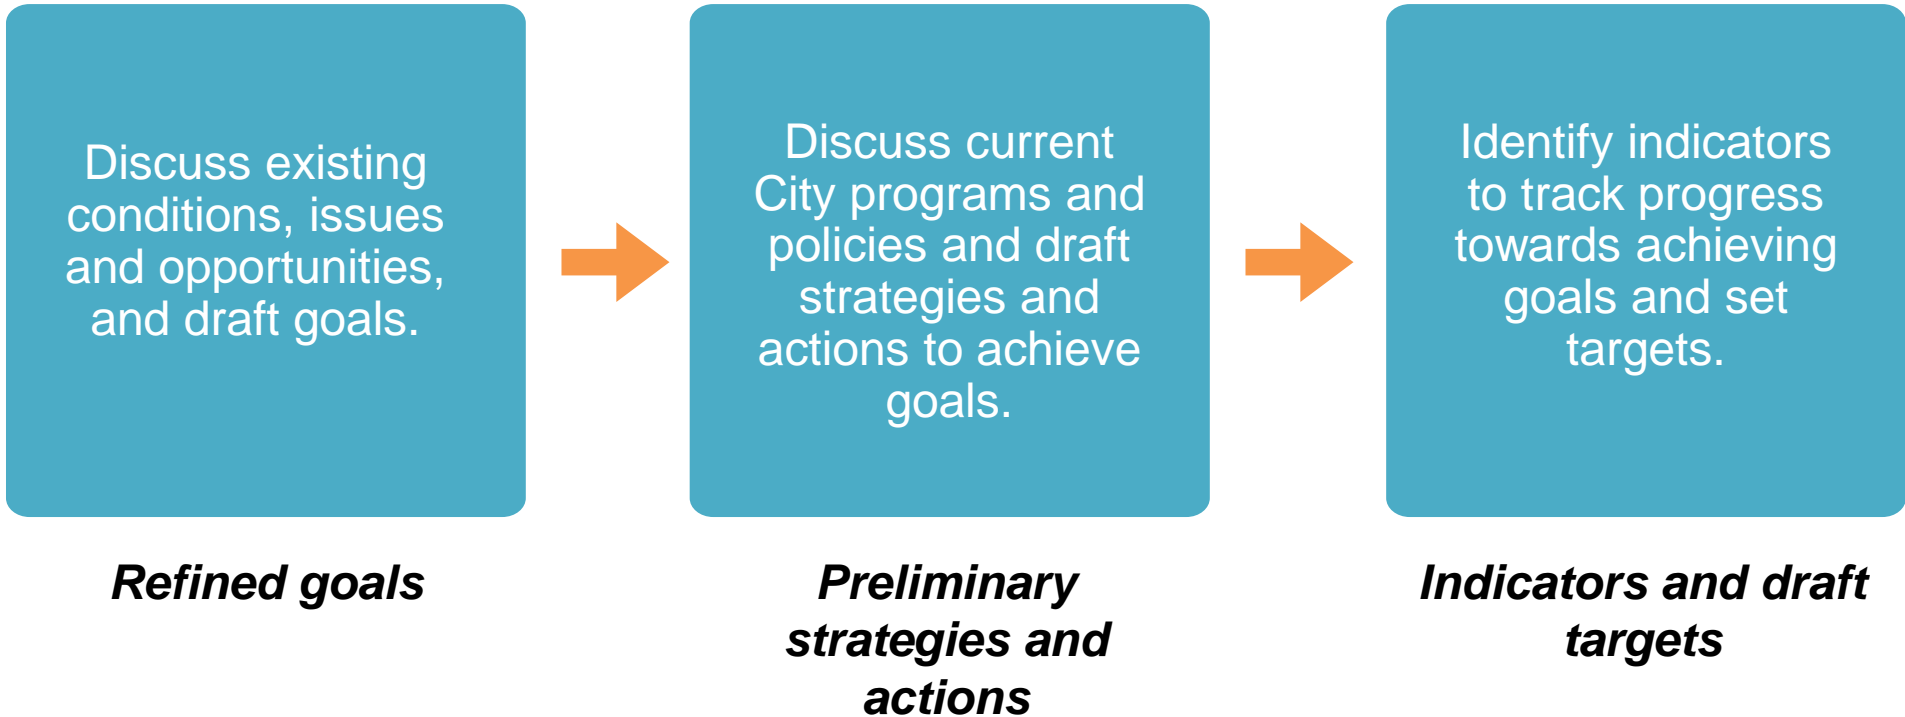 Discuss existing
conditions, issues
and opportunities,
and draft goals.
Refined goals
Discuss current
City programs and
policies and draft
strategies and
actions to achieve
goals.
Preliminary
strategies and
actions
Identify indicators
to track progress
towards achieving
goals and set
targets.
Indicators and draft
targets